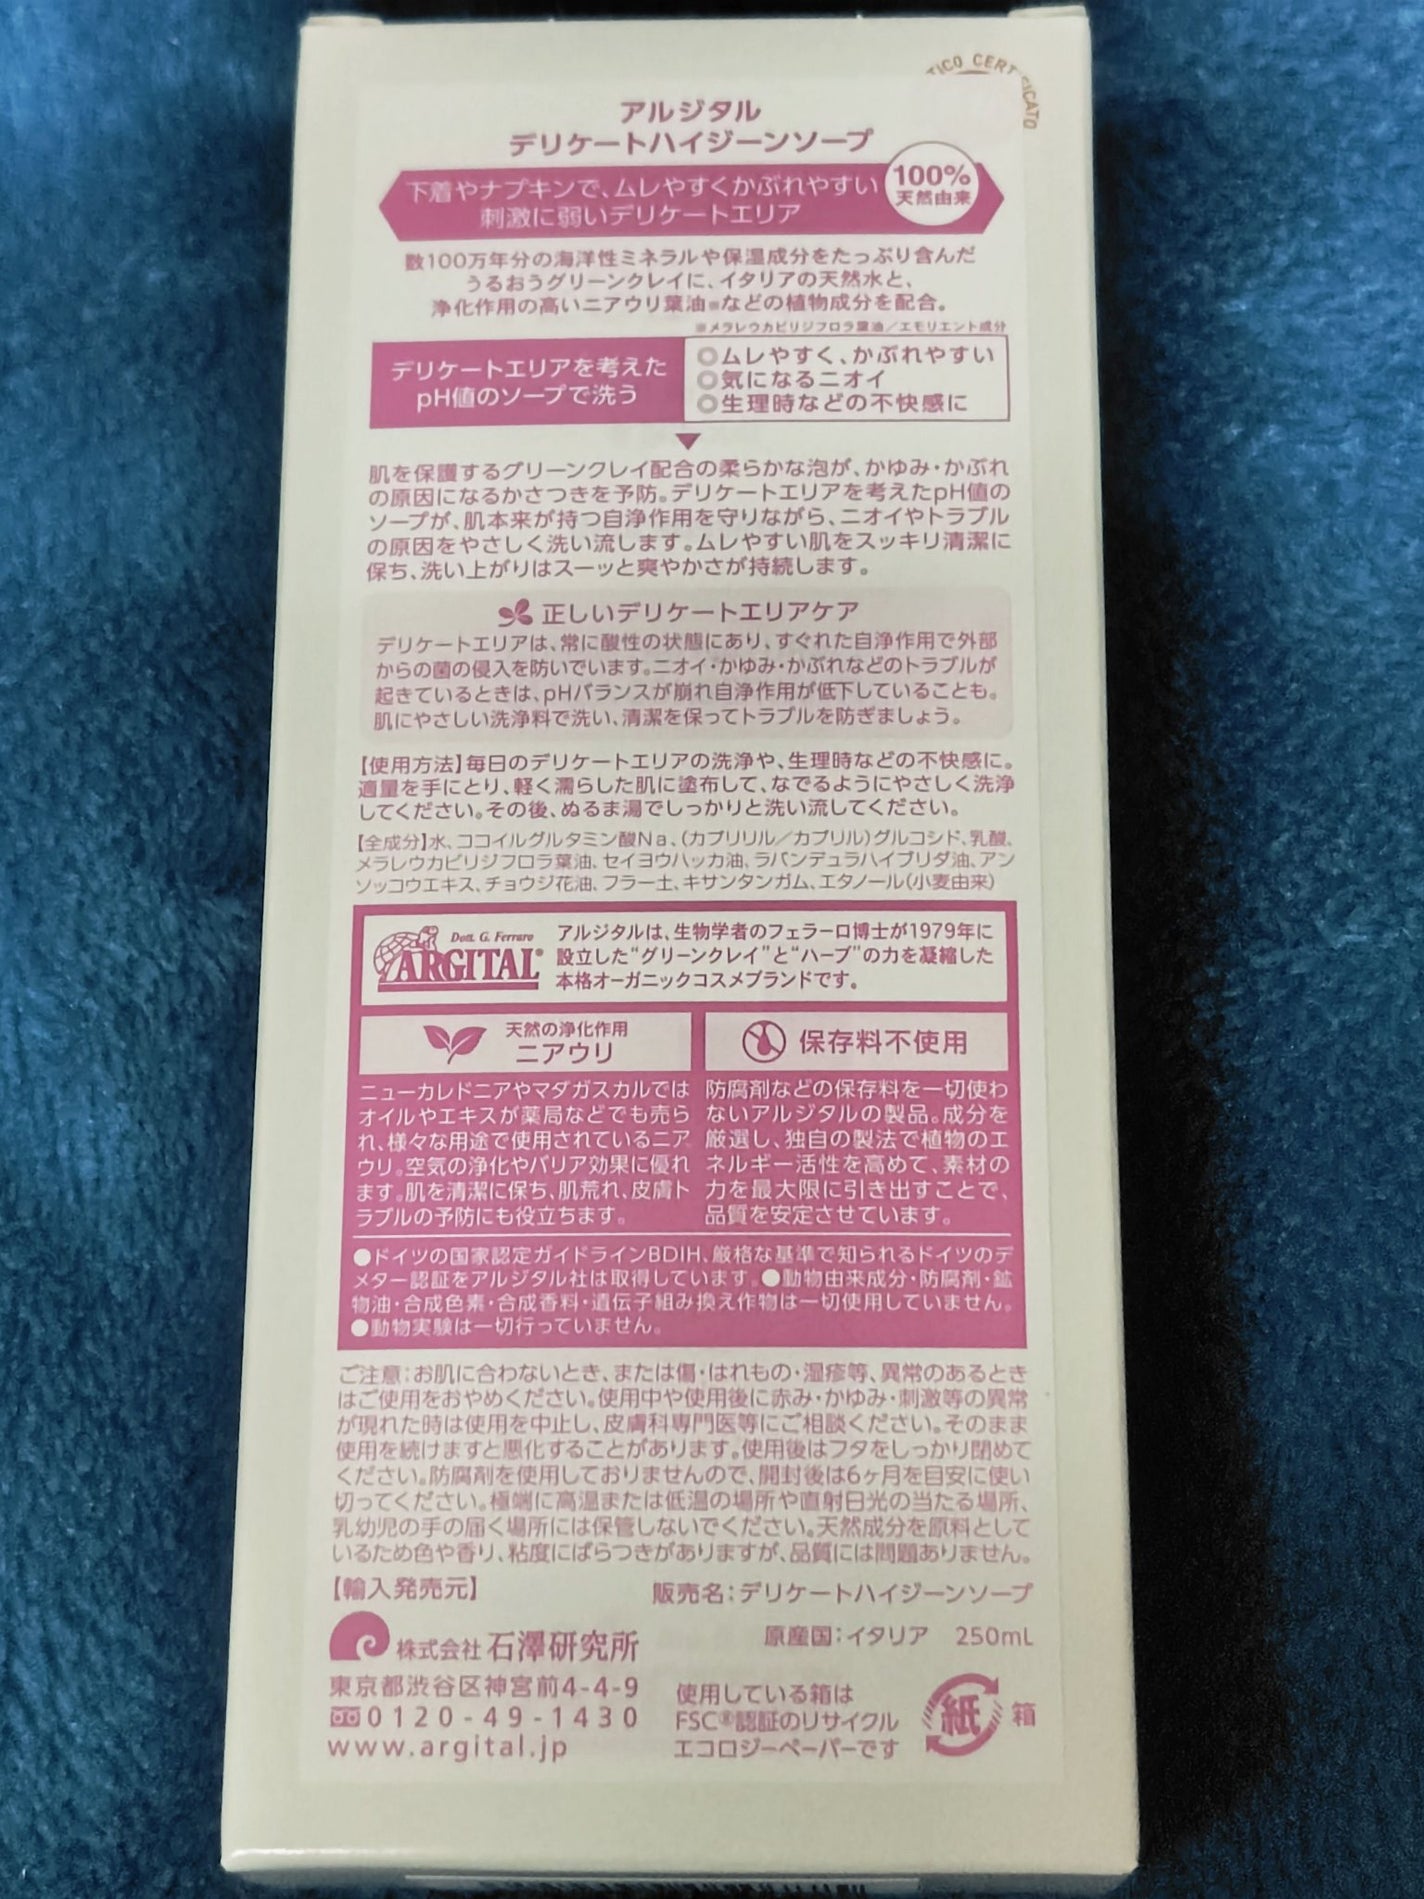 TICO CERTIFICATO
アルジタル
デリケートハイジーンソープ
下着やナプキンで、ムレやすくかぶれやすい
刺激に弱いデリケートエリア
100%
天然由来
数100万年分の海洋性ミネラルや保湿成分をたっぷり含んだ
うるおうグリーンクレイに、イタリアの天然水と、
浄化作用の高いニアウリ葉油※などの植物成分を配合。
※メラレウカビリジフロラ葉油／エモリエント成分
デリケートエリアを考えた
pH値のソープで洗う
◎ムレやすく、かぶれやすい
◎気になるニオイ
◎生理時などの不快感に
肌を保護するグリーンクレイ配合の柔らかな泡が、かゆみ・かぶれ
の原因になるかさつきを予防。デリケートエリアを考えたpH値の
ソープが、肌本来が持つ自浄作用を守りながら、ニオイやトラブル
の原因をやさしく洗い流します。ムレやすい肌をスッキリ清潔に
保ち、洗い上がりはスーッと爽やかさが持続します。
正しいデリケートエリアケア
デリケートエリアは、常に酸性の状態にあり、すぐれた自浄作用で外部
からの菌の侵入を防いでいます。ニオイ・かゆみ・かぶれなどのトラブルが
起きているときは、pHバランスが崩れ自浄作用が低下していることも。
肌にやさしい洗浄料で洗い、清潔を保ってトラブルを防ぎましょう。
【使用方法】毎日のデリケートエリアの洗浄や、生理時などの不快感に。
適量を手にとり、軽く濡らした肌に塗布して、なでるようにやさしく洗浄
してください。その後、ぬるま湯でしっかりと洗い流してください。
【全成分】水、ココイルグルタミン酸Na、（カプリリル／カプリル）グルコシド、乳酸、
メラレウカビリジフロラ葉油、セイヨウハッカ油、ラバンデュラハイブリダ油、アン
ソッコウエキス、チョウジ花油、フラー土、キサンタンガム、エタノール（小麦由来）
Dott. G. Ferraro
ARGITAL®
アルジタルは、生物学者のフェラーロ博士が1979年に
設立した“グリーンクレイ”と“ハーブ”の力を凝縮した
本格オーガニックコスメブランドです。
天然の浄化作用
ニアウリ
ニューカレドニアやマダガスカルでは
オイルやエキスが薬局などでも売ら
れ、様々な用途で使用されているニア
ウリ。空気の浄化やバリア効果に優れ
ます。肌を清潔に保ち、肌荒れ、皮膚ト
ラブルの予防にも役立ちます。
保存料不使用
防腐剤などの保存料を一切使わ
ないアルジタルの製品。成分を
厳選し、独自の製法で植物のエ
ネルギー活性を高めて、素材の
力を最大限に引き出すことで、
品質を安定させています。
●ドイツの国家認定ガイドラインBDIH、厳格な基準で知られるドイツのデ
メター認証をアルジタル社は取得しています。●動物由来成分・防腐剤・鉱
物油・合成色素・合成香料・遺伝子組み換え作物は一切使用していません。
●動物実験は一切行っていません。
ご注意：お肌に合わないとき、または傷・はれもの・湿疹等、異常のあるとき
はご使用をおやめください。使用中や使用後に赤み・かゆみ・刺激等の異常
が現れた時は使用を中止し、皮膚科専門医等にご相談ください。そのまま
使用を続けますと悪化することがあります。使用後はフタをしっかり閉めて
ください。防腐剤を使用しておりませんので、開封後は6ヶ月を目安に使い
切ってください。極端に高温または低温の場所や直射日光の当たる場所、
乳幼児の手の届く場所には保管しないでください。天然成分を原料として
いるため色や香り、粘度にばらつきがありますが、品質には問題ありません。
【輸入発売元】
株式会社 石澤研究所
東京都渋谷区神宮前4-4-9
0120-49-1430
www.argital.jp
販売名：デリケートハイジーンソープ
原産国：イタリア 250mL
使用している箱は
FSC®認証のリサイクル
エコロジーペーパーです
紙
箱